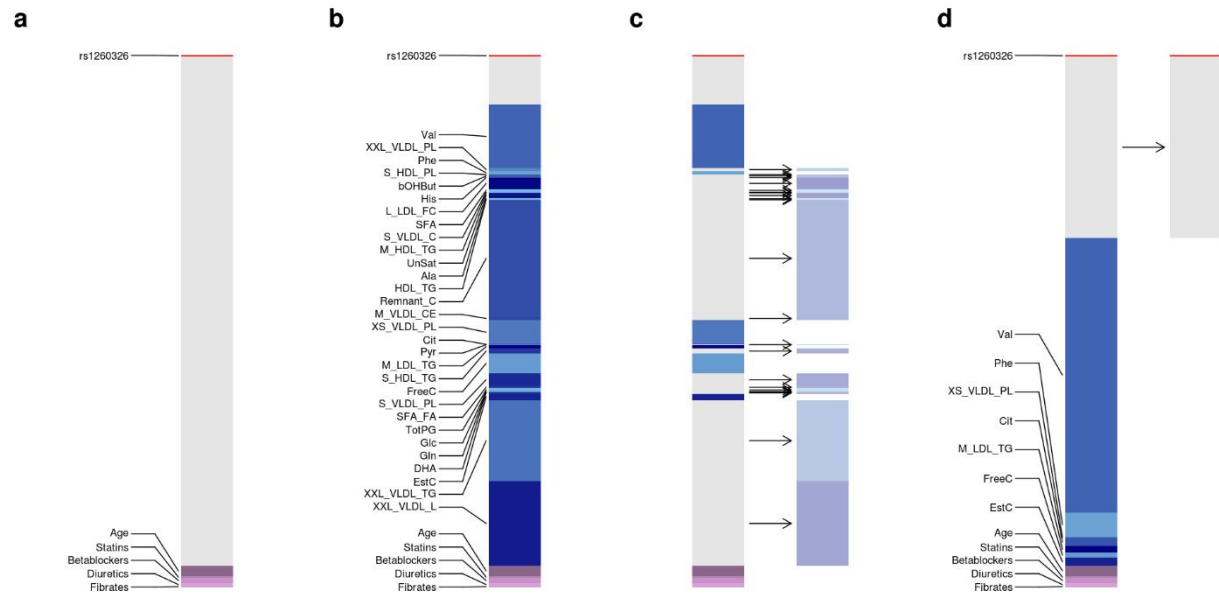 a
rs1260326
Age
Statins
Betablockers
Diuretics
Fibrates
b
rs1260326
Val
XXL_VLDL_PL
Phe
S_HDL_PL
bOHBut
His
L_LDL_FC
SFA
S_VLDL_C
M_HDL_TG
UnSat
Ala
HDL_TG
Remnant_C
M_VLDL_CE
XS_VLDL_PL
Cit
Pyr
M_LDL_TG
S_HDL_TG
FreeC
S_VLDL_PL
SFA_FA
TotPG
Glc
Gln
DHA
EstC
XXL_VLDL_TG
XXL_VLDL_L
Age
Statins
Betablockers
Diuretics
Fibrates
c
d
rs1260326
Val
Phe
XS_VLDL_PL
Cit
M_LDL_TG
FreeC
EstC
Age
Statins
Betablockers
Diuretics
Fibrates